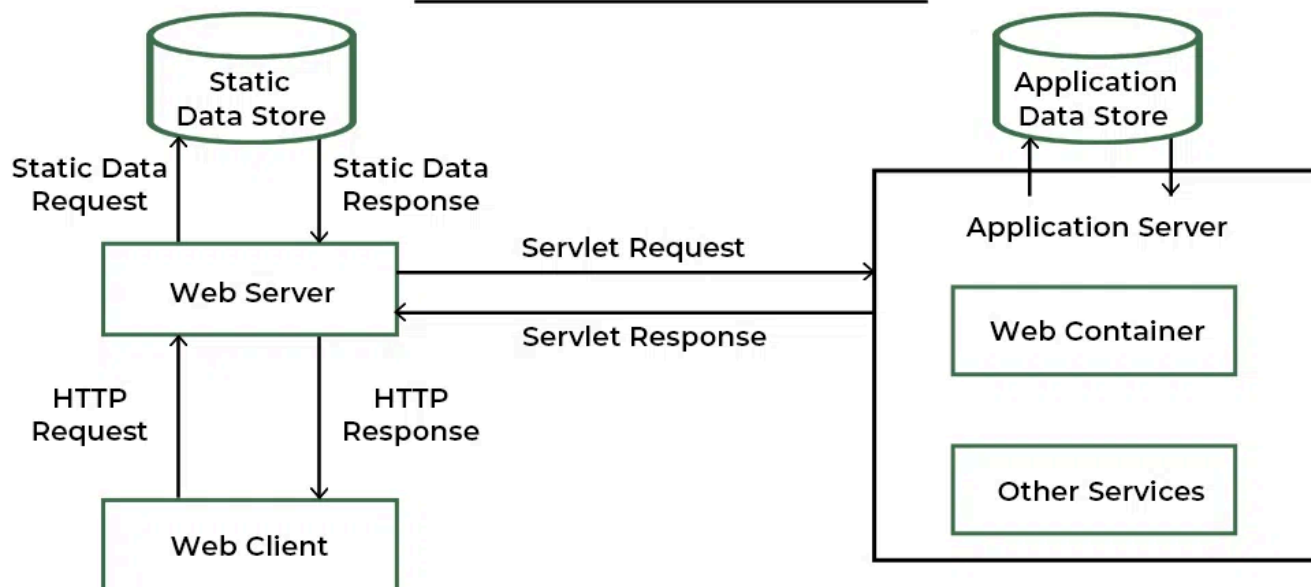 Static
Data Store
Application
Data Store
Static Data
Request
Static Data
Response
Application Server
Servlet Request
Web Server
Servlet Response
Web Container
HTTP
Request
HTTP
Response
Other Services
Web Client